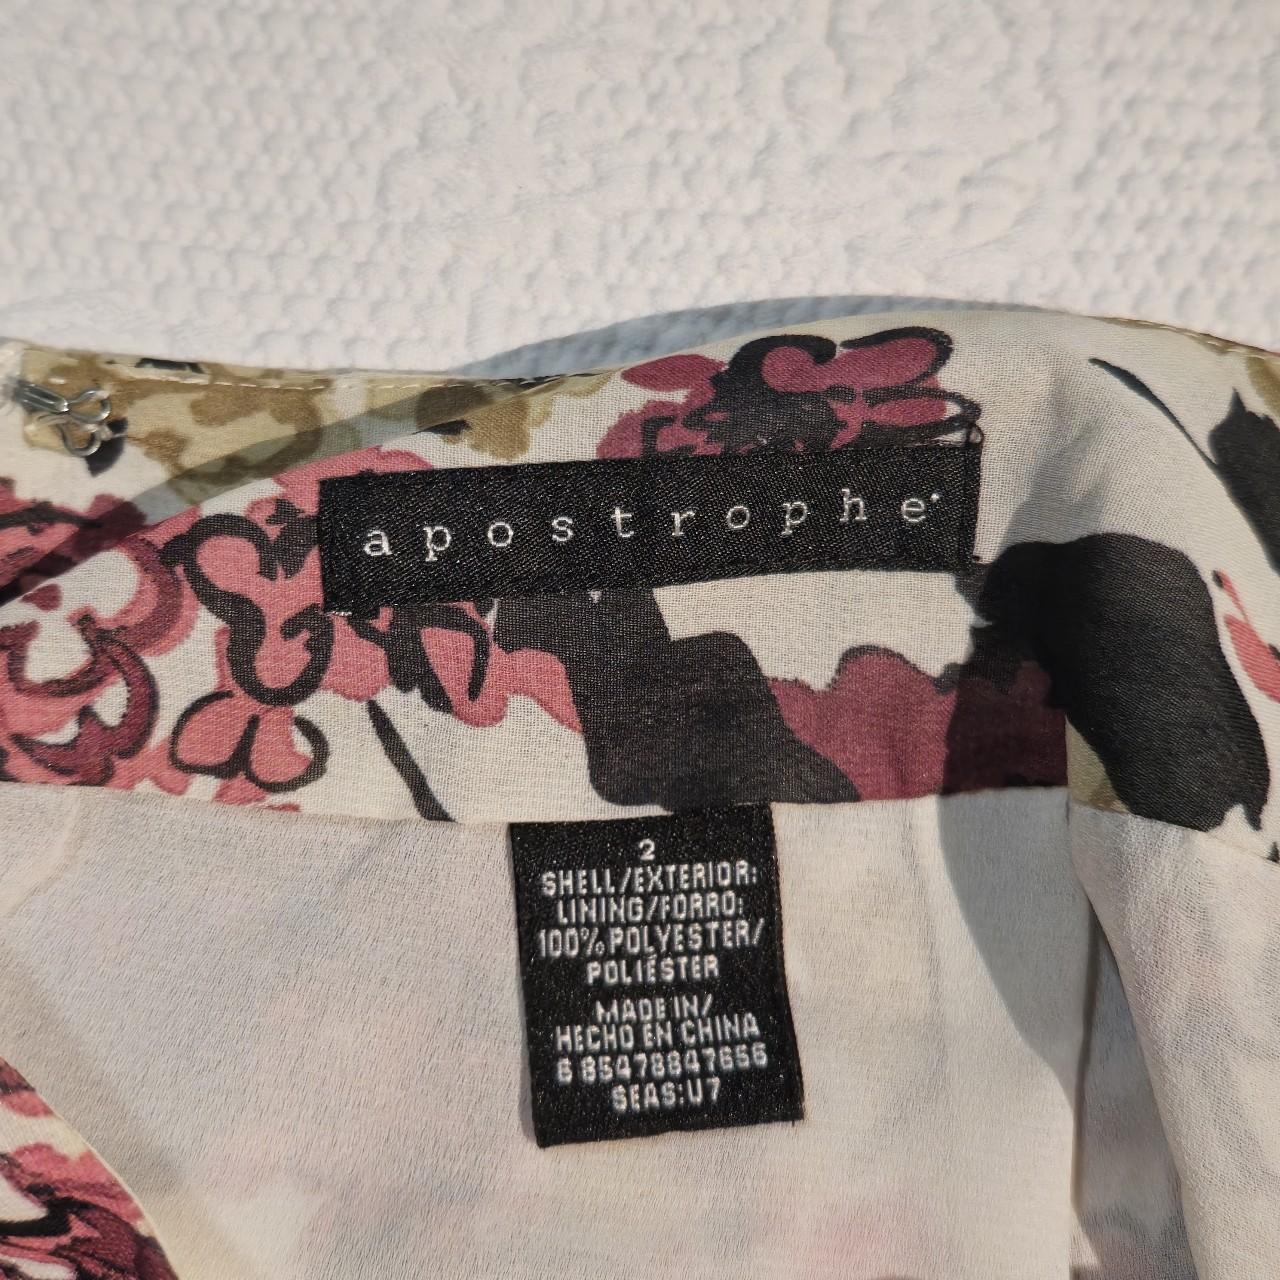 apostrophe
2
SHELL/EXTERIOR:
LINING/FORRO:
100% POLYESTER/
POLIÉSTER
MADE IN/
HECHO EN CHINA
6 85478847656
SEAS:U7